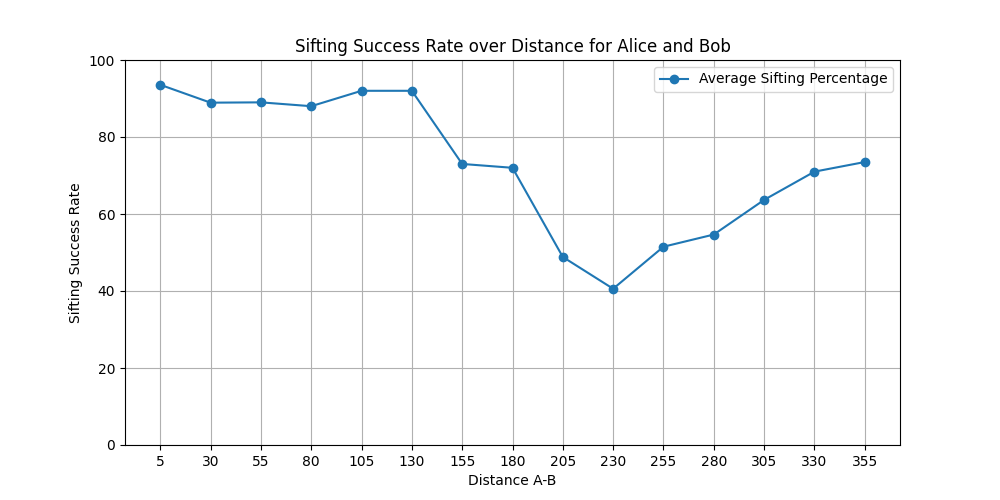 Sifting Success Rate over Distance for Alice and Bob
Average Sifting Percentage
Sifting Success Rate
100
80
60
40
20
0
5 30 55 80 105 130 155 180 205 230 255 280 305 330 355
Distance A-B